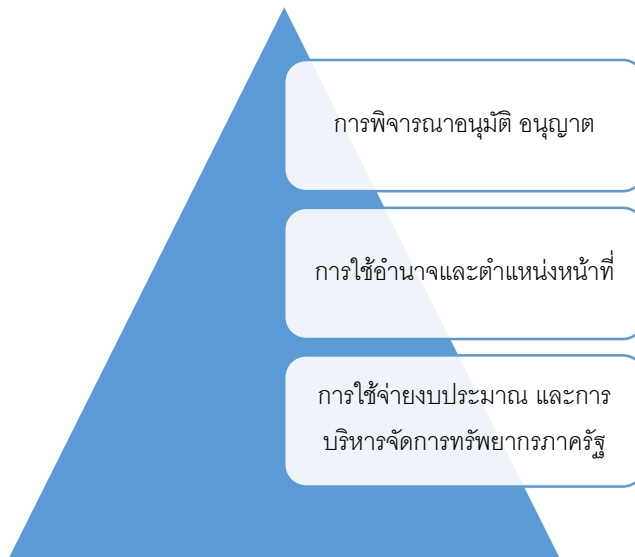 การพิจารณาอนุมัติ อนุญาต
การใช้อำนาจและตำแหน่งหน้าที่
การใช้จ่ายงบประมาณ และการ
บริหารจัดการทรัพยากรภาครัฐ